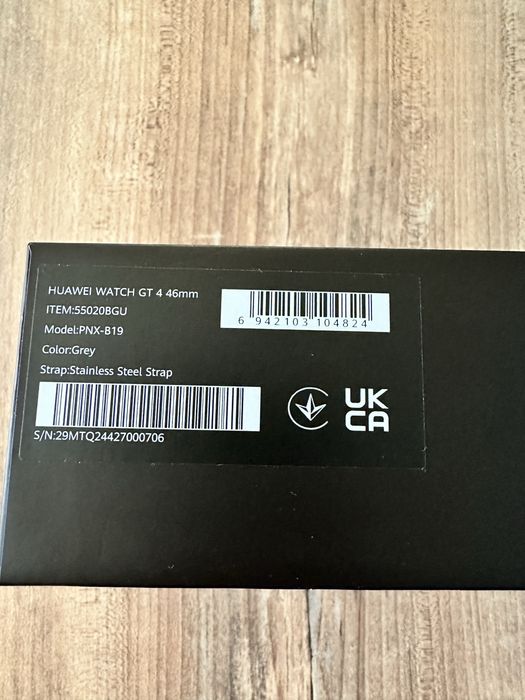 HUAWEI WATCH GT 4 46mm
ITEM:55020BGU
Model:PNX-B19
Color:Grey
Strap:Stainless Steel Strap
S/N:29MTQ24427000706
6 942103 104824
UK
CA